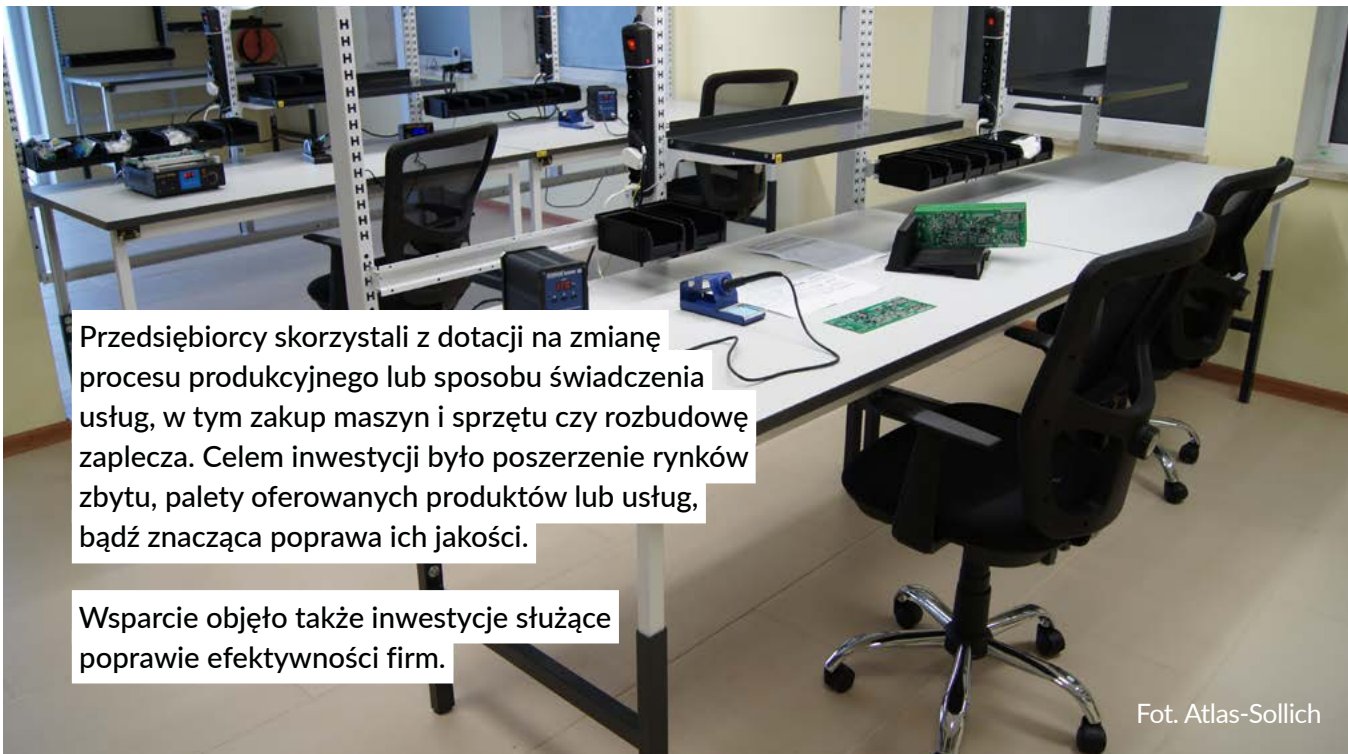 Przedsiębiorcy skorzystali z dotacji na zmianę
procesu produkcyjnego lub sposobu świadczenia
usług, w tym zakup maszyn i sprzętu czy rozbudowę
zaplecza. Celem inwestycji było poszerzenie rynków
zbytu, palety oferowanych produktów lub usług,
bądź znacząca poprawa ich jakości.
Wsparcie objęło także inwestycje służące
poprawie efektywności firm.
Fot. Atlas-Sollich